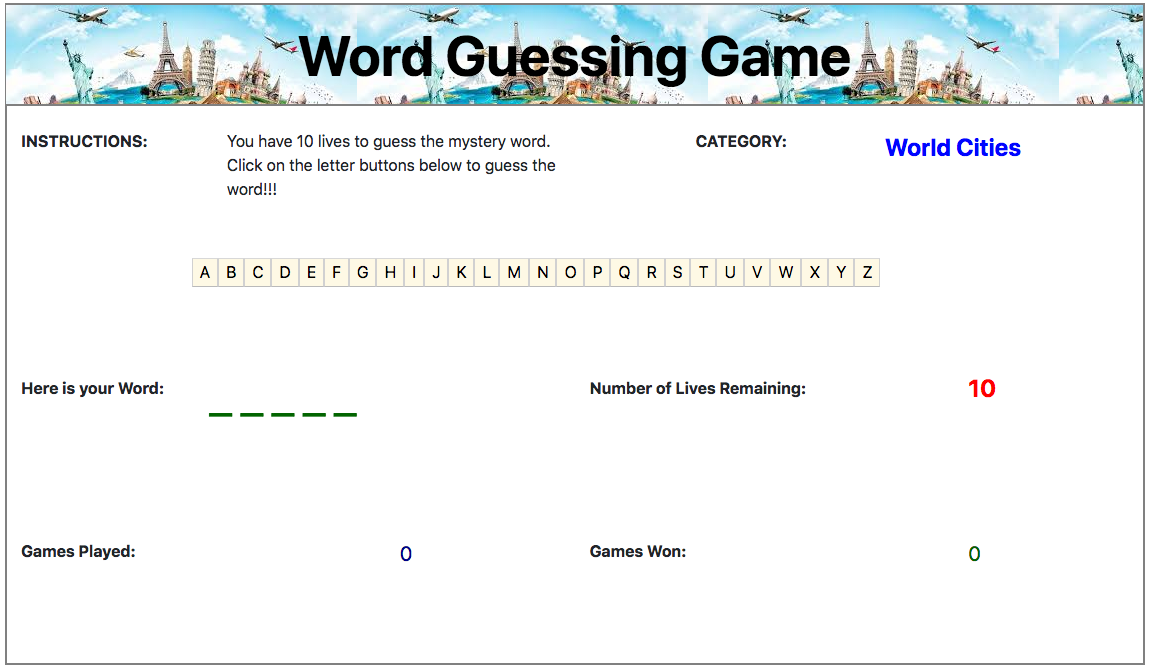 Word Guessing Game
INSTRUCTIONS:
You have 10 lives to guess the mystery word.
Click on the letter buttons below to guess the
word!!!
CATEGORY:
World Cities
A B C D E F G H I J K L M N O P Q R S T U V W X Y Z
Here is your Word:
_ _ _ _ _
Number of Lives Remaining:
10
Games Played:
0
Games Won:
0